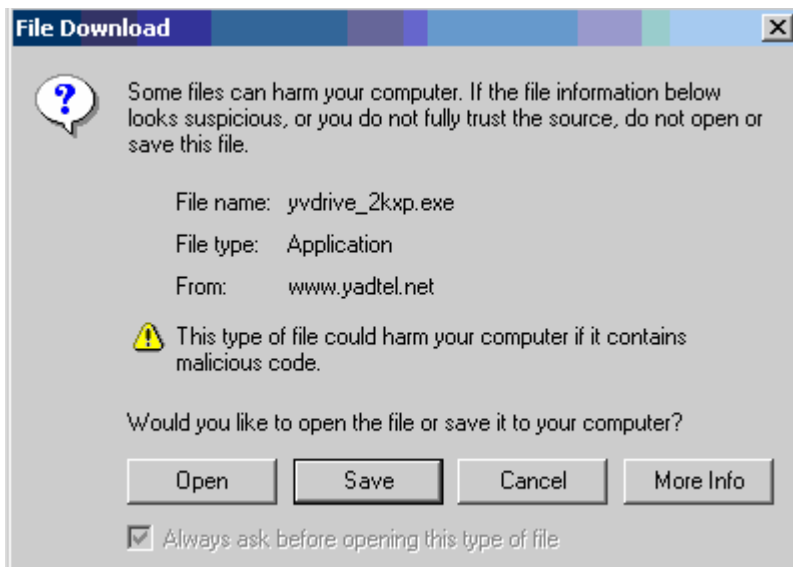 File Download
Some files can harm your computer. If the file information below
looks suspicious, or you do not fully trust the source, do not open or
save this file.
File name: yvdrive_2kxp.exe
File type: Application
From: www.yadtel.net
This type of file could harm your computer if it contains
malicious code.
Would you like to open the file or save it to your computer?
Open Save Cancel More Info
Always ask before opening this type of file